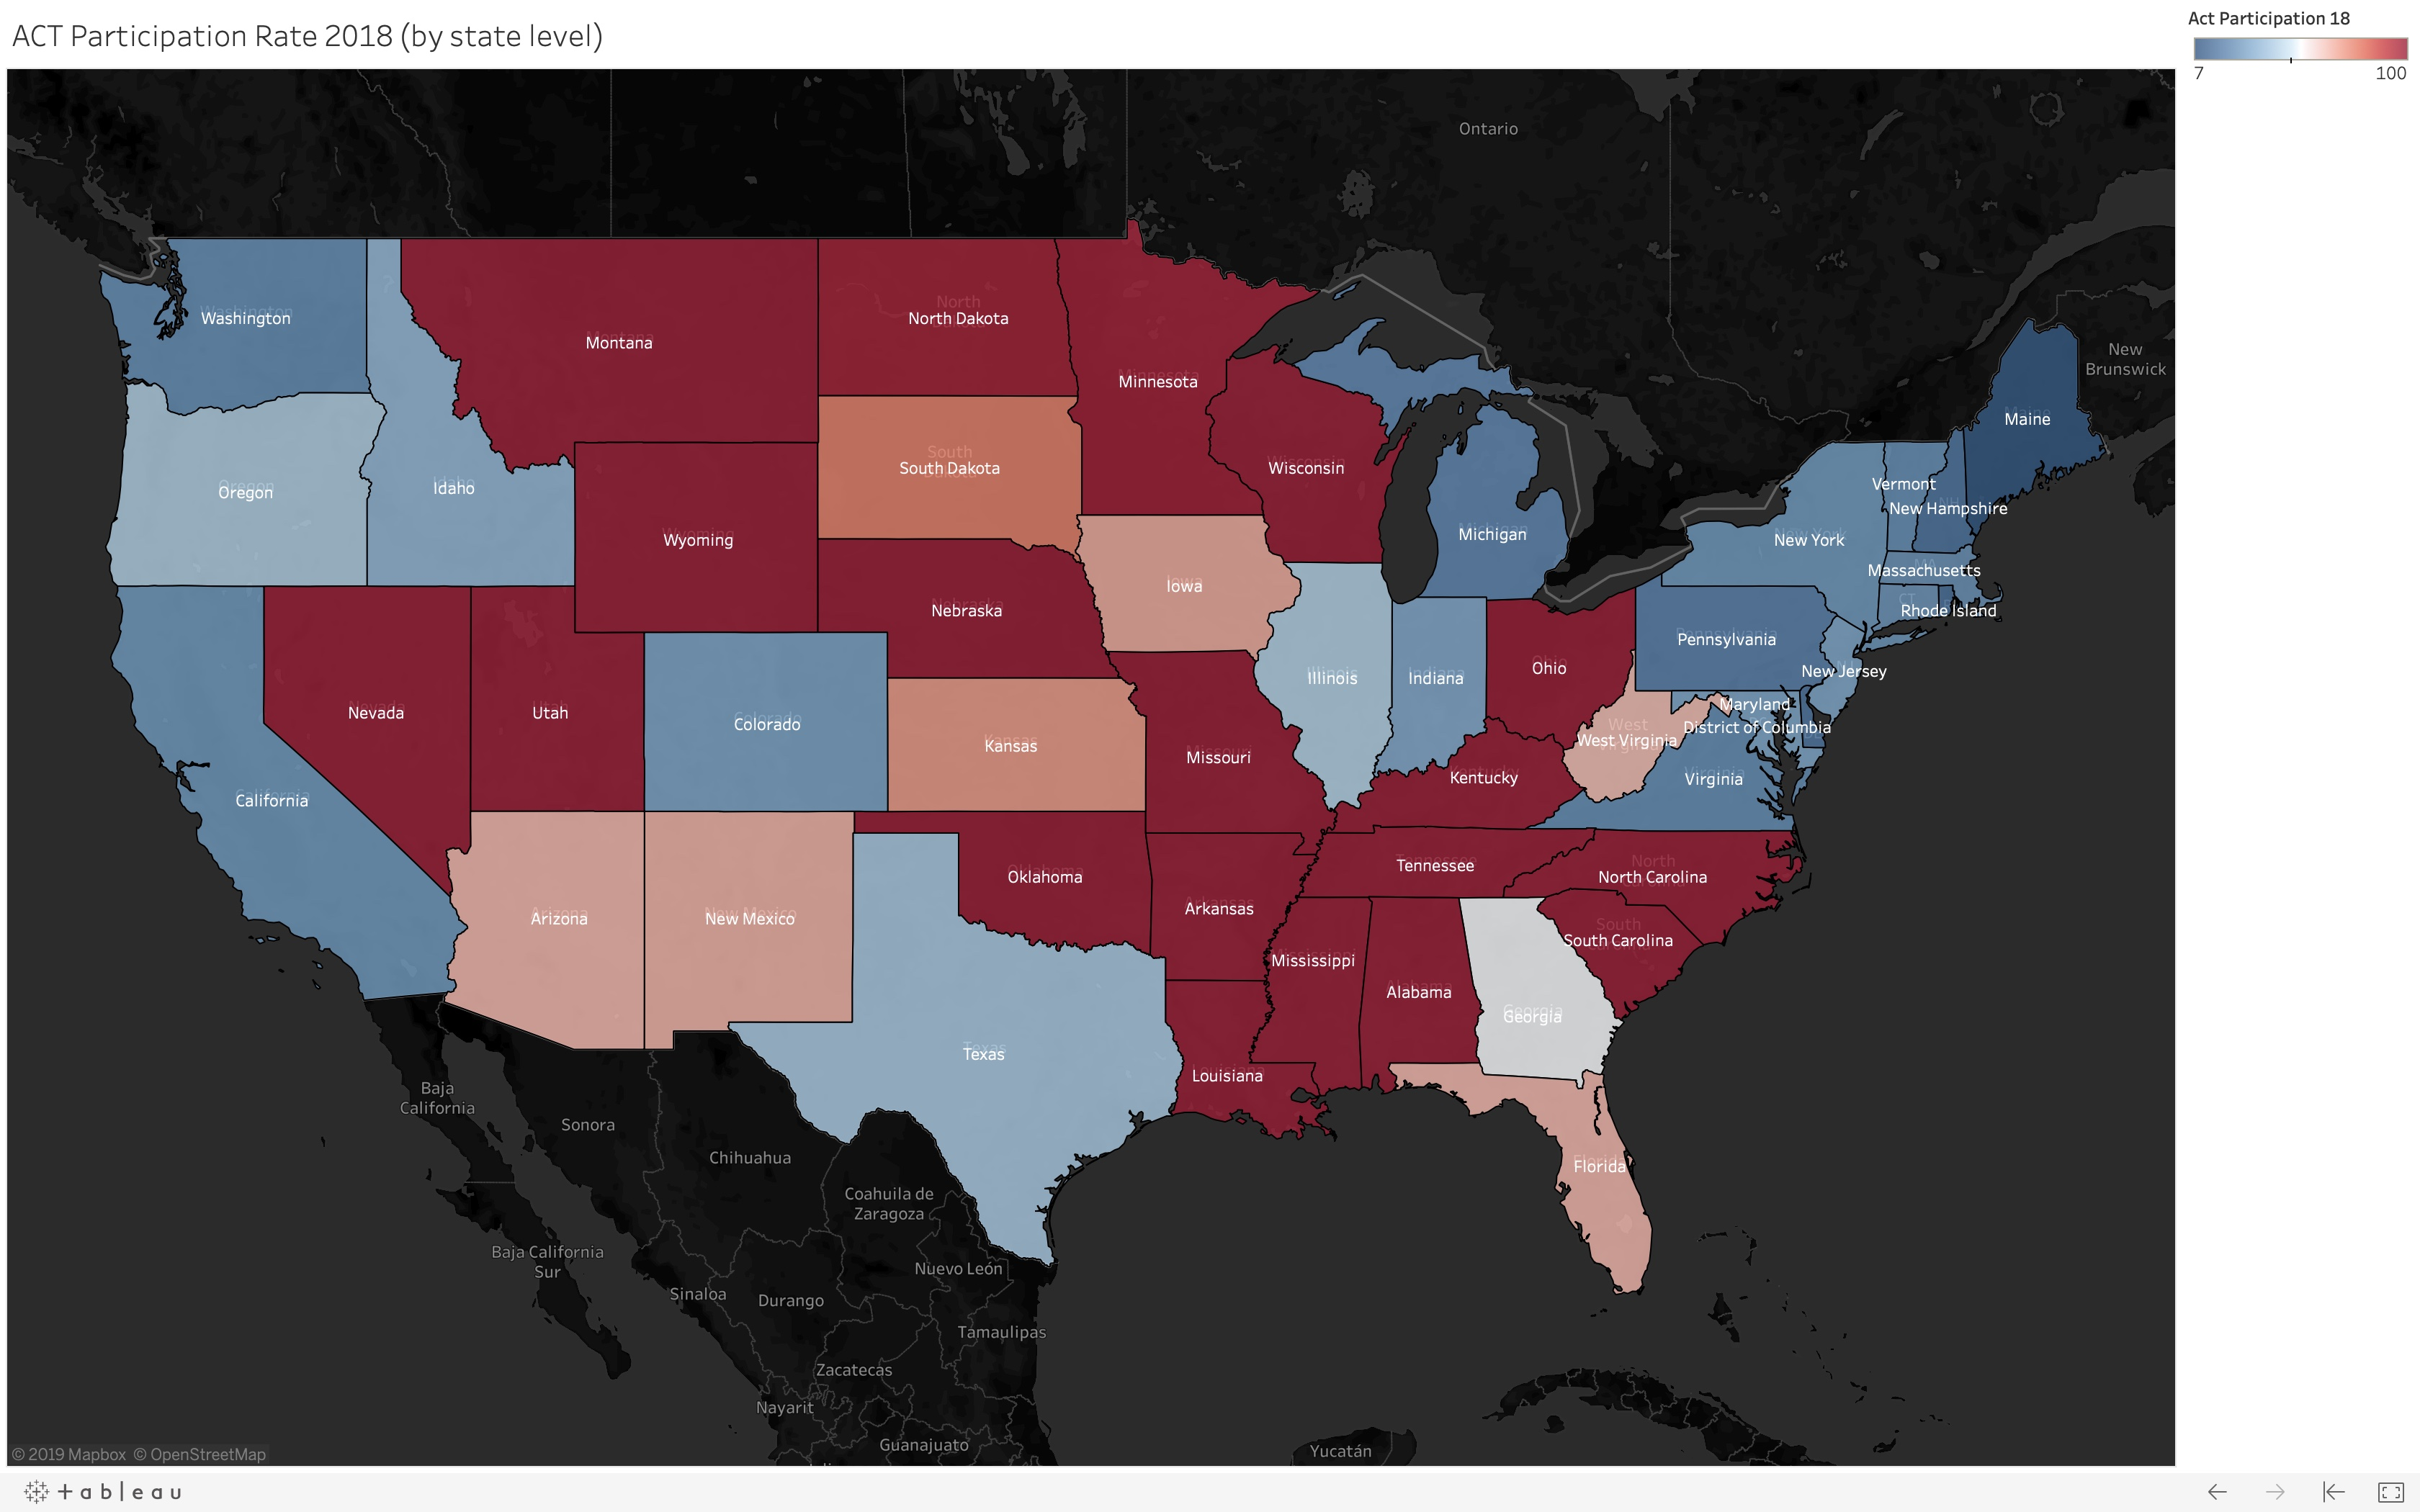 ACT Participation Rate 2018 (by state level)
Act Participation 18
7 100
Ontario
New
Brunswick
Washington
Montana
North Dakota
Minnesota
Maine
Oregon
Idaho
South Dakota
Wisconsin
Vermont
New Hampshire
Wyoming
Michigan
New York
Massachusetts
Iowa
Nebraska
Rhode Island
Pennsylvania
Ohio
New Jersey
Illinois
Indiana
Maryland
Nevada
Utah
Colorado
District of Columbia
Kansas
West Virginia
Missouri
Kentucky
Virginia
California
Tennessee
Oklahoma
North Carolina
Arkansas
Arizona
New Mexico
South Carolina
Mississippi
Alabama
Georgia
Texas
Louisiana
Baja
California
Sonora
Chihuahua
Florida
Coahuila de
Zaragoza
Baja California
Sur
Nuevo León
Sinaloa
Durango
Tamaulipas
Zacatecas
Nayarit
Guanajuato
Yucatán
© 2019 Mapbox © OpenStreetMap
+ a b | e a u